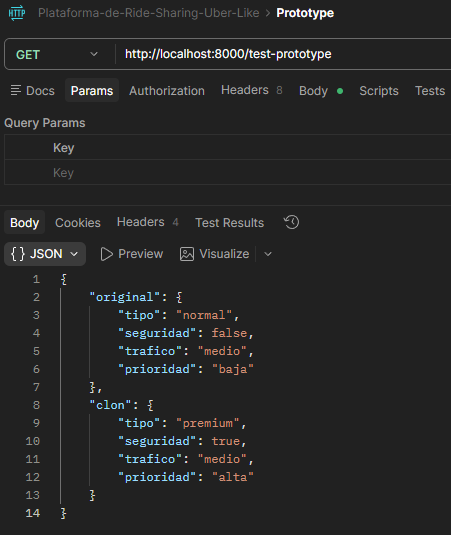 HTTP Plataforma-de-Ride-Sharing-Uber-Like > Prototype
GET http://localhost:8000/test-prototype
Docs Params Authorization Headers 8 Body Scripts Tests
Query Params
Key
Key
Body Cookies Headers 4 Test Results
{} JSON Preview Visualize
1 {
2 "original": {
3 "tipo": "normal",
4 "seguridad": false,
5 "trafico": "medio",
6 "prioridad": "baja"
7 },
8 "clon": {
9 "tipo": "premium",
10 "seguridad": true,
11 "trafico": "medio",
12 "prioridad": "alta"
13 }
14 }